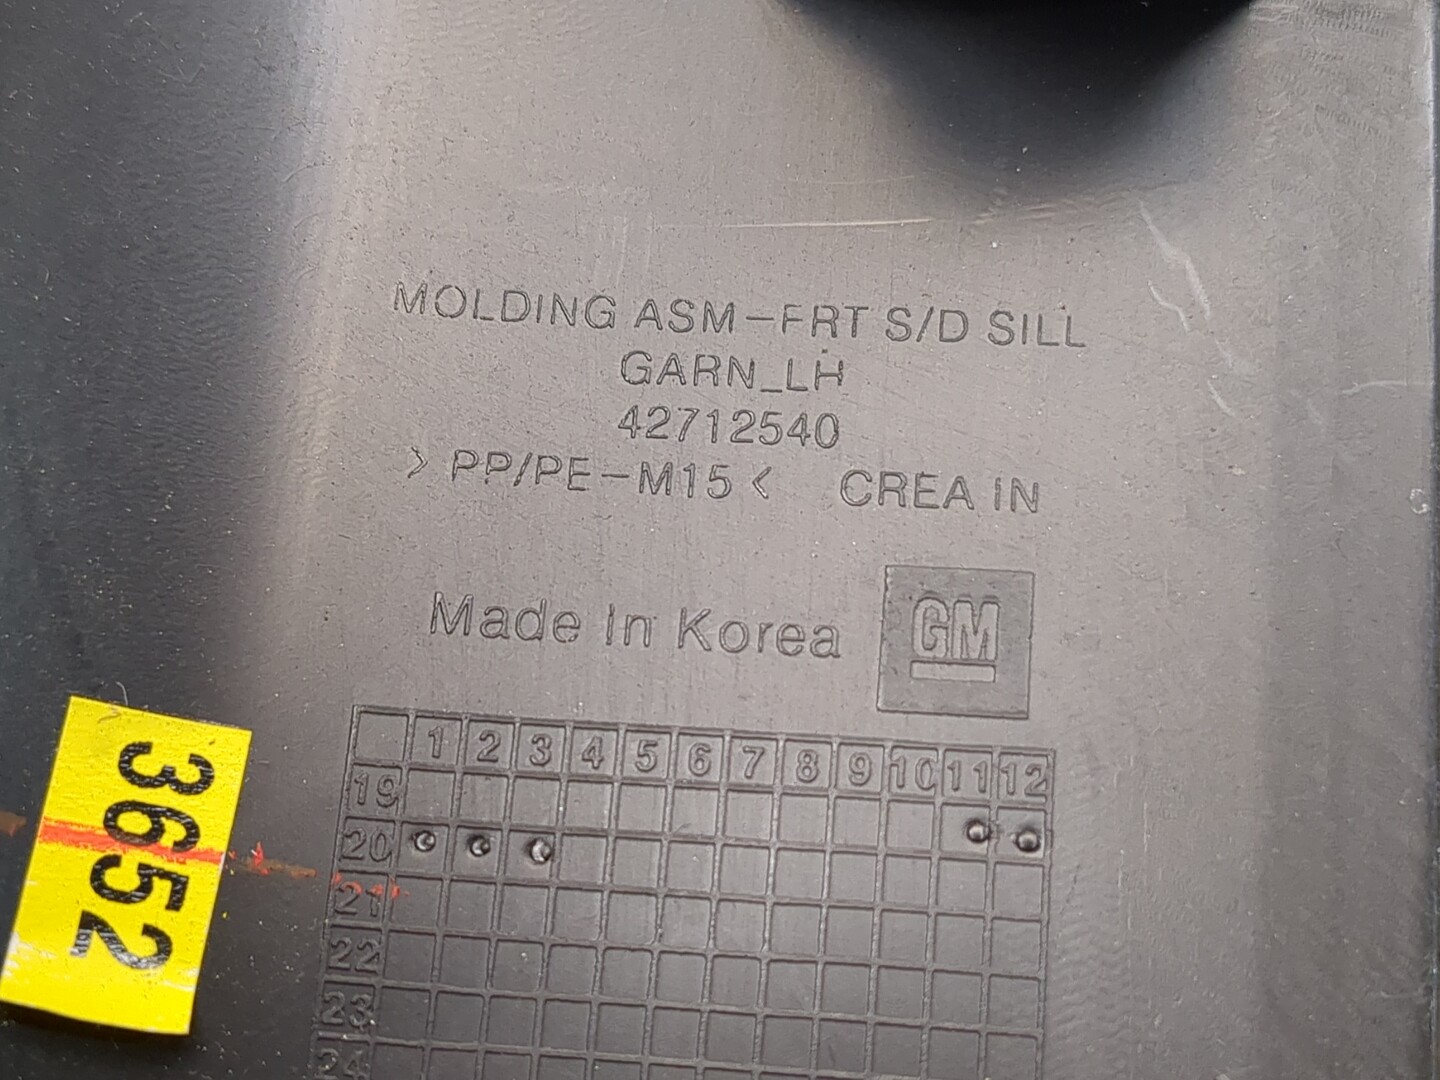 MOLDING ASM-FRT S/D SILL
GARN_LH
42712540
>PP/PE-M15< CREA IN
Made In Korea GM
1 2 3 4 5 6 7 8 9 10 11 12
19
20
21
22
23
24
3652